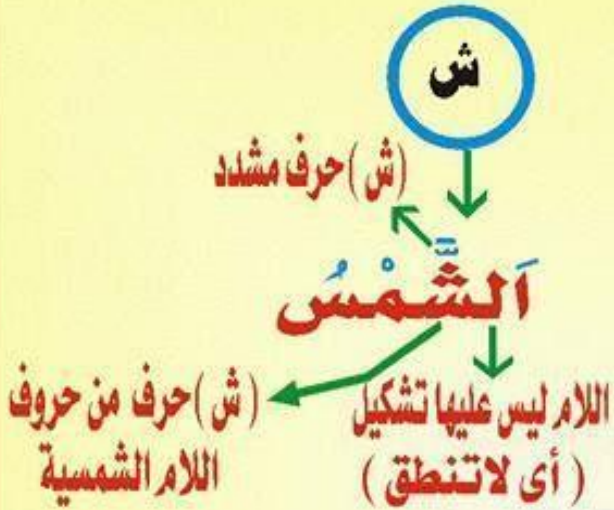 ش
(ش) حرف مشدد
اَلشَّمْسُ
اللام ليس عليها تشكيل
(أى لاتنطق)
(ش) حرف من حروف
اللام الشمسية